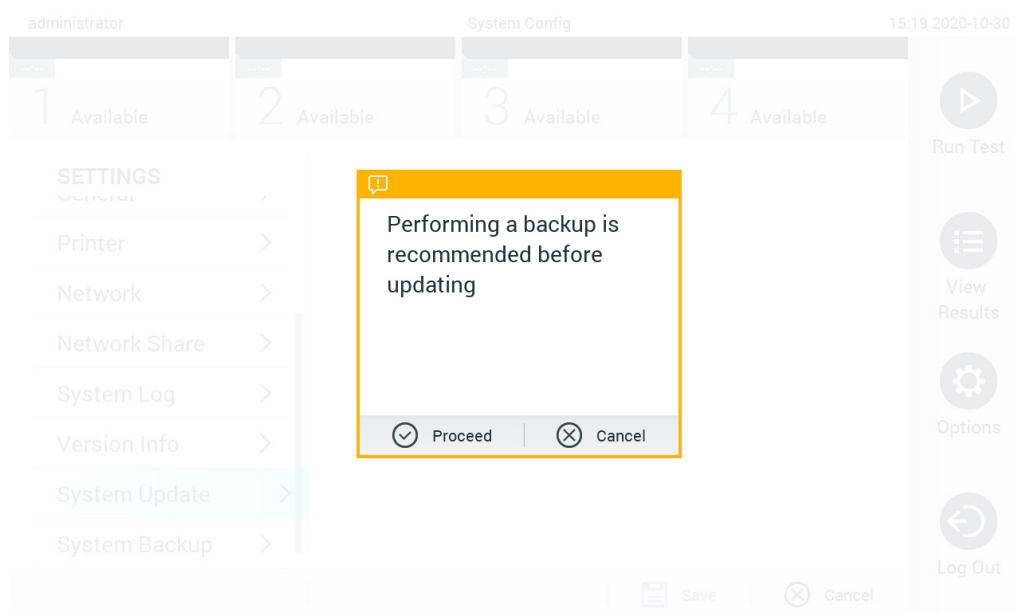 administrator
System Config
15:19 2020-10-30
1 Available
2 Available
3 Available
4 Available
Run Test
SETTINGS
General
Printer
Network
Network Share
System Log
Version Info
System Update
System Backup
Performing a backup is
recommended before
updating
Proceed
Cancel
View
Results
Options
Log Out
Save
Cancel